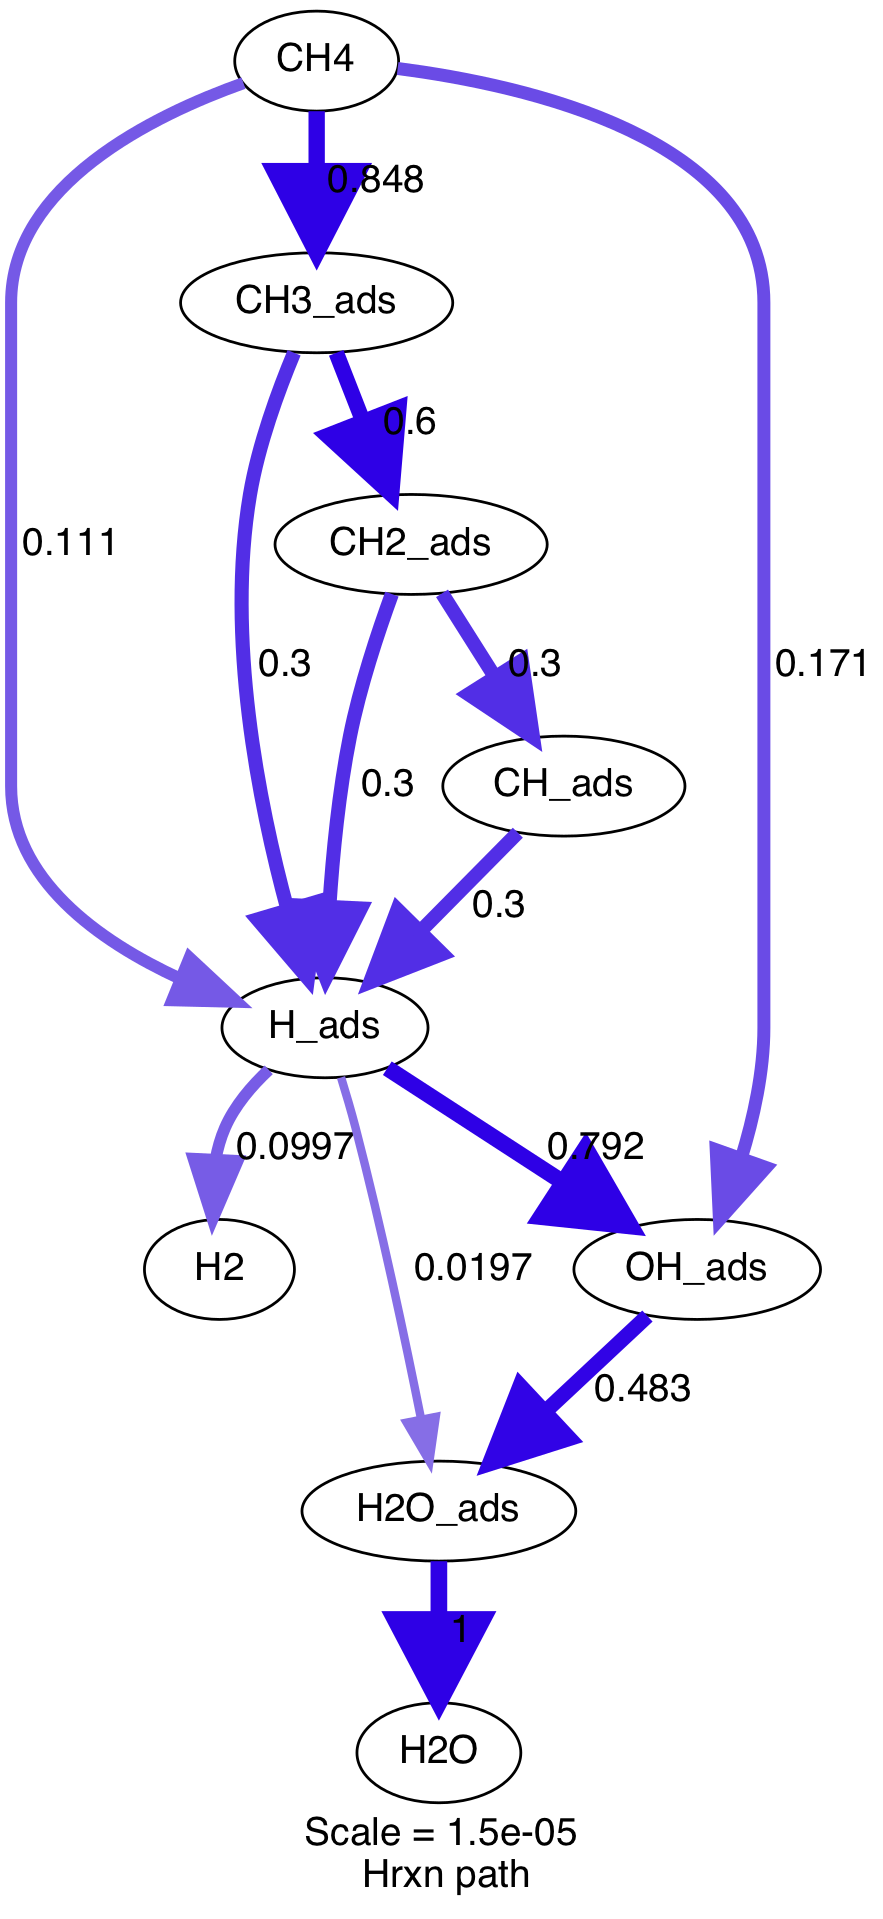 CH4
0.848
CH3_ads
0.6
0.111
CH2_ads
0.3
0.3
0.171
0.3
CH_ads
0.3
H_ads
0.0997
0.792
H2
0.0197
OH_ads
0.483
H2O_ads
1
H2O
Scale = 1.5e-05
Hrxn path